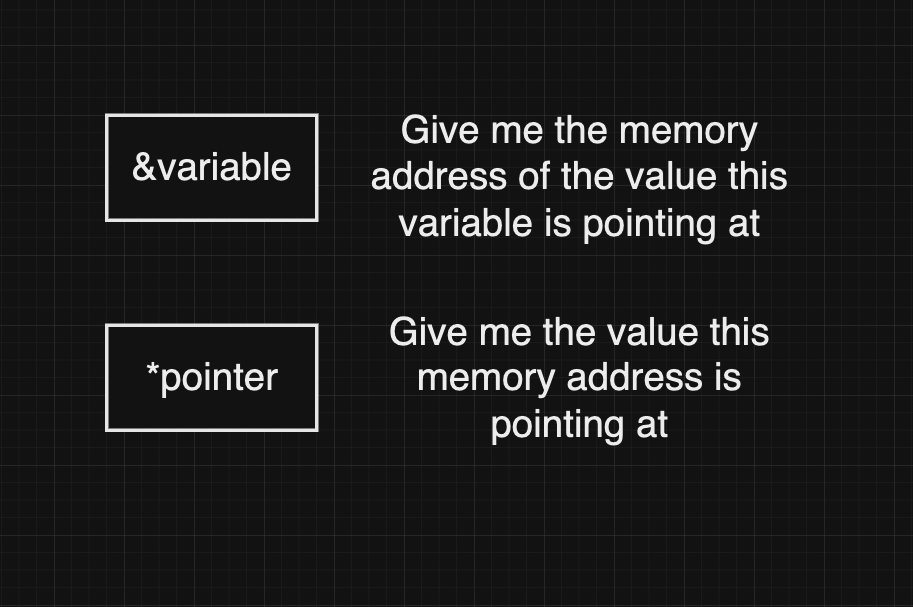 &variable
Give me the memory
address of the value this
variable is pointing at
*pointer
Give me the value this
memory address is
pointing at